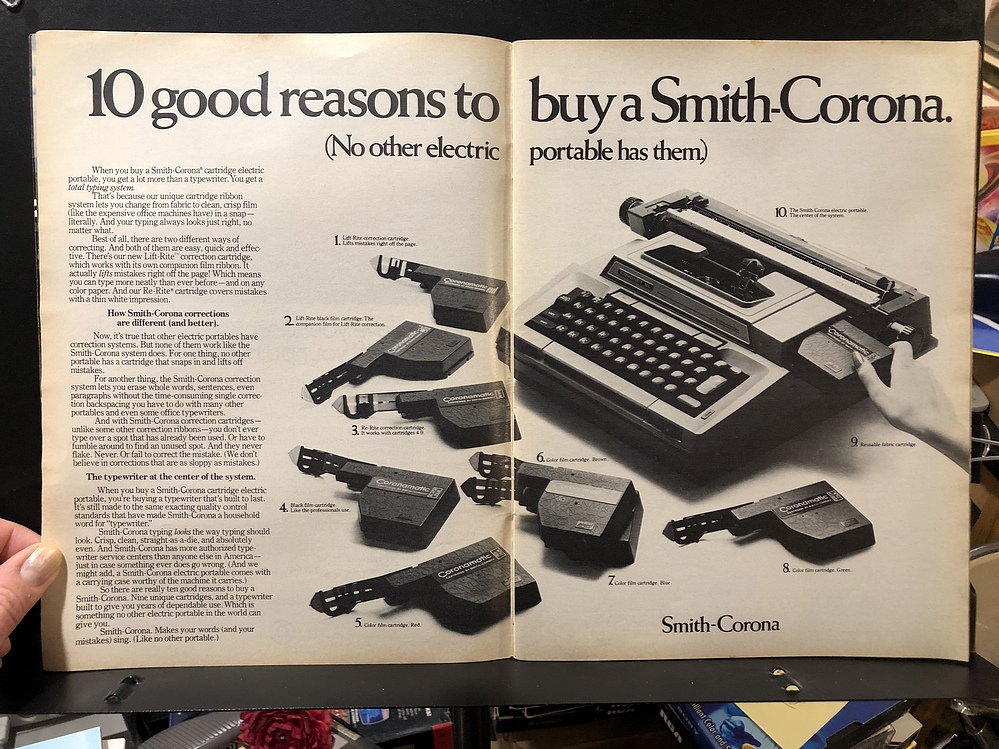 10 good reasons to buy a Smith-Corona.
(No other electric portable has them.)
When you buy a Smith-Corona® cartridge electric
portable, you get a lot more than a typewriter. You get a
total typing system.
That's because our unique cartridge ribbon
system lets you change from fabric to clean, crisp film
(like the expensive office machines have) in a snap—
literally. And your typing always looks just right, no
matter what.
Best of all, there are two different ways of
correcting. And both of them are easy, quick and effec-
tive. There's our new Lift-Rite™ correction cartridge,
which works with its own companion film ribbon. It
actually lifts mistakes right off the page! Which means
you can type more neatly than ever before—and on any
color paper. And our Re-Rite® cartridge covers mistakes
with a thin white impression.
How Smith-Corona corrections
are different (and better).
Now, it's true that other electric portables have
correction systems. But none of them work like the
Smith-Corona system does. For one thing, no other
portable has a cartridge that snaps in and lifts off
mistakes.
For another thing, the Smith-Corona correction
system lets you erase whole words, sentences, even
paragraphs without the time-consuming single correc-
tion backspacing you have to do with many other
portables and even some office typewriters.
And with Smith-Corona correction cartridges—
unlike some other correction ribbons—you don't ever
type over a spot that has already been used. Or have to
fumble around to find an unused spot. And they never
flake. Never. Or fail to correct the mistake. (We don't
believe in corrections that are as sloppy as mistakes.)
The typewriter at the center of the system.
When you buy a Smith-Corona cartridge electric
portable, you're buying a typewriter that's built to last.
It's still made to the same exacting quality control
standards that have made Smith-Corona a household
word for "typewriter."
Smith-Corona typing looks the way typing should
look. Crisp, clean, straight-as-a-die, and absolutely
even. And Smith-Corona has more authorized type-
writer service centers than anyone else in America—
just in case something ever does go wrong. (And we
might add, a Smith-Corona electric portable comes with
a carrying case worthy of the machine it carries.)
So there are really ten good reasons to buy a
Smith-Corona. Nine unique cartridges, and a typewriter
built to give you years of dependable use. Which is
something no other electric portable in the world can
give you.
Smith-Corona. Makes your words (and your
mistakes) sing. (Like no other portable.)
1. Lift-Rite correction cartridge.
Lifts mistakes right off the page.
2. Lift-Rite black film cartridge. The
companion film for Lift-Rite correction.
3. Re-Rite correction cartridge.
It works with cartridges 4-9.
4. Black film cartridge.
Like the professionals use.
5. Color film cartridge. Red.
6. Color film cartridge. Brown.
7. Color film cartridge. Blue.
8. Color film cartridge. Green.
9. Reusable fabric cartridge.
10. The Smith-Corona electric portable.
The center of the system.
Coronamatic
Coronamatic
Coronamatic
Coronamatic
Coronamatic
Coronamatic
Coronamatic
Smith-Corona